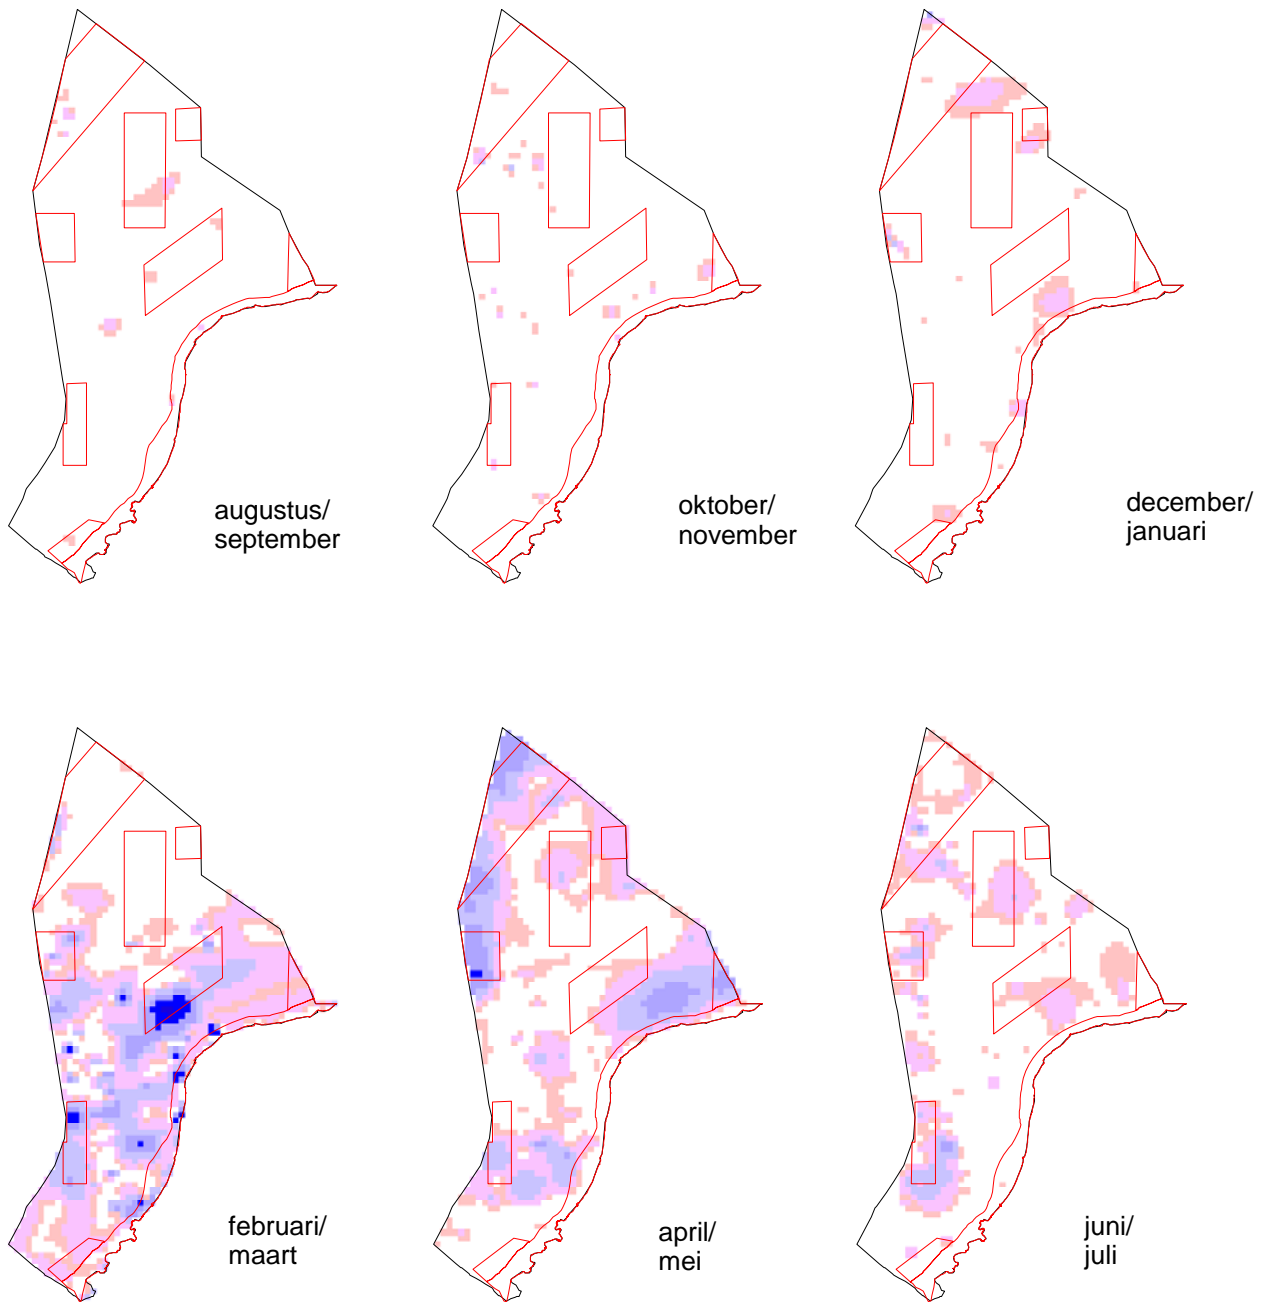 augustus/
september
oktober/
november
december/
januari
februari/
maart
april/
mei
juni/
juli